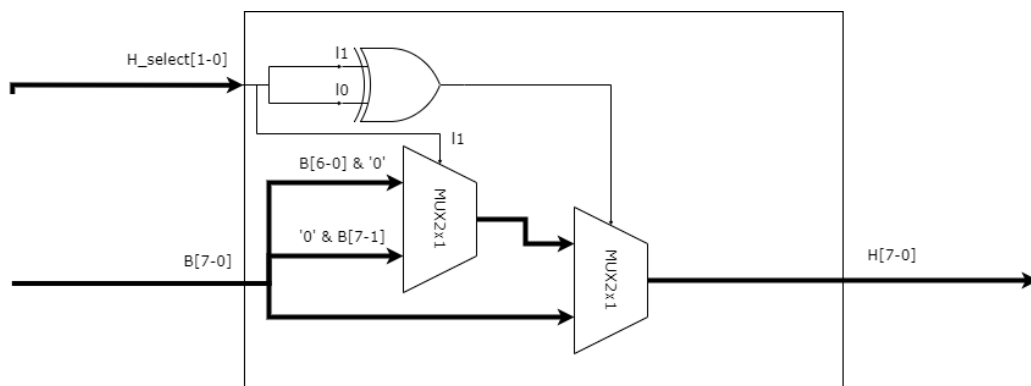 H_select[1-0]
I1
I0
I1
B[6-0] & '0'
MUX2x1
'0' & B[7-1]
B[7-0]
MUX2x1
H[7-0]